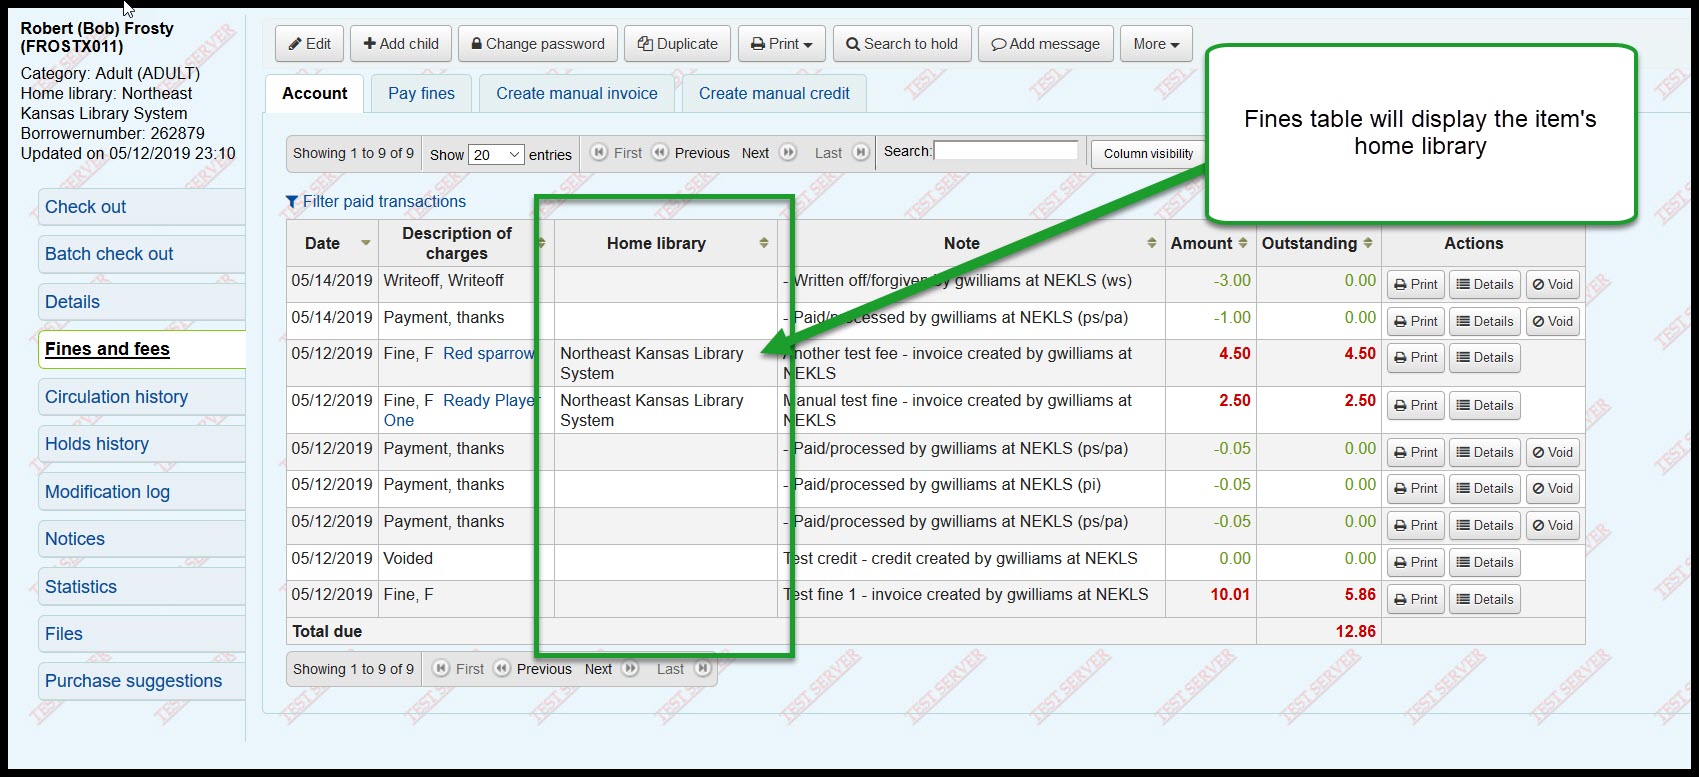 Robert (Bob) Frosty
(FROSTX011)
Category: Adult (ADULT)
Home library: Northeast
Kansas Library System
Borrowernumber: 262879
Updated on 05/12/2019 23:10
Check out
Batch check out
Details
Fines and fees
Circulation history
Holds history
Modification log
Notices
Statistics
Files
Purchase suggestions
Edit Add child Change password Duplicate Print Search to hold Add message More
Account Pay fines Create manual invoice Create manual credit
Fines table will display the item's
home library
Showing 1 to 9 of 9 Show 20 entries First Previous Next Last Search: Column visibility
Filter paid transactions
Date Description of charges Home library Note Amount Outstanding Actions
05/14/2019 Writeoff, Writeoff - Written off/forgiven by gwilliams at NEKLS (ws) -3.00 0.00 Print Details Void
05/14/2019 Payment, thanks - Paid/processed by gwilliams at NEKLS (ps/pa) -1.00 0.00 Print Details Void
05/12/2019 Fine, F Red sparrow Northeast Kansas Library Another test fee - invoice created by gwilliams at 4.50 4.50 Print Details
System NEKLS
05/12/2019 Fine, F Ready Player Northeast Kansas Library Manual test fine - invoice created by gwilliams at 2.50 2.50 Print Details
One System NEKLS
05/12/2019 Payment, thanks - Paid/processed by gwilliams at NEKLS (ps/pa) -0.05 0.00 Print Details Void
05/12/2019 Payment, thanks - Paid/processed by gwilliams at NEKLS (pi) -0.05 0.00 Print Details Void
05/12/2019 Payment, thanks - Paid/processed by gwilliams at NEKLS (ps/pa) -0.05 0.00 Print Details Void
05/12/2019 Voided Test credit - credit created by gwilliams at NEKLS 0.00 0.00 Print Details
05/12/2019 Fine, F Test fine 1 - invoice created by gwilliams at NEKLS 10.01 5.86 Print Details
Total due 12.86
Showing 1 to 9 of 9 First Previous Next Last
TEST SERVER